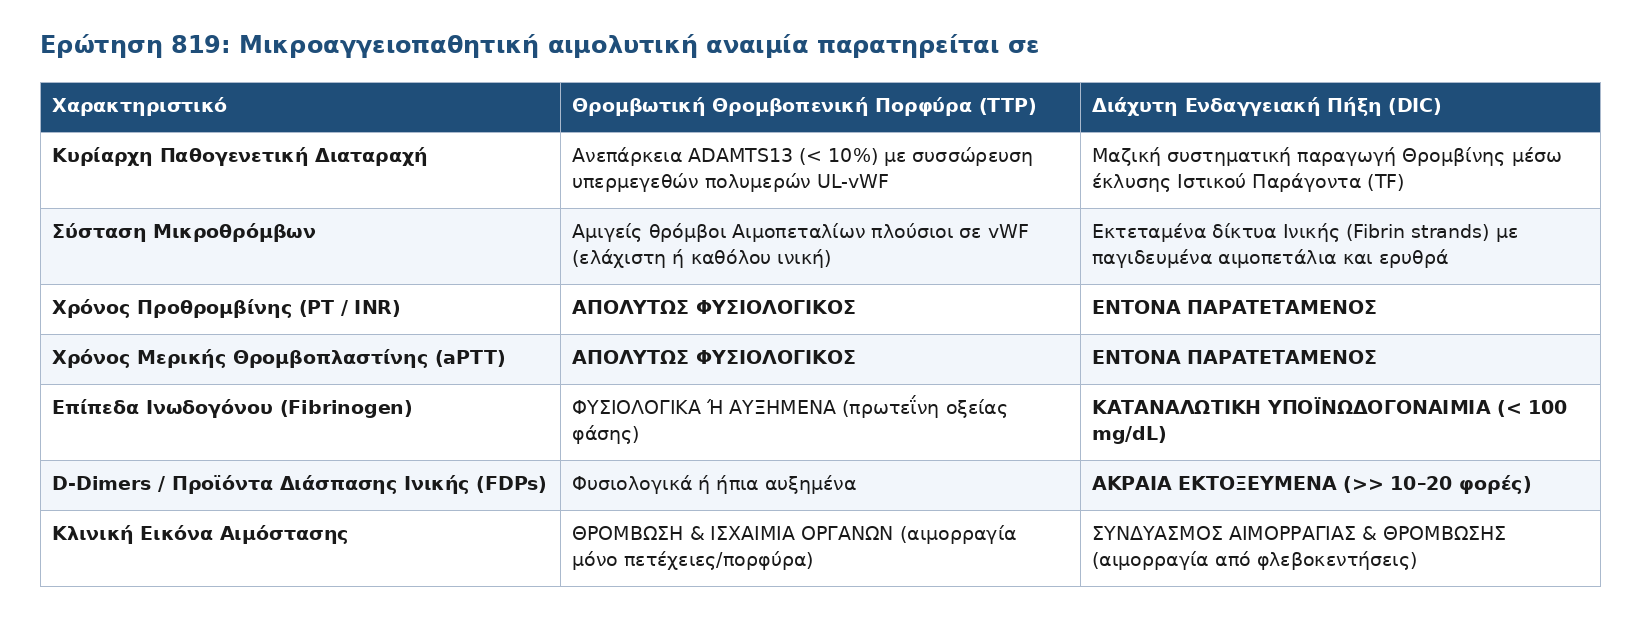 Ερώτηση 819: Μικροαγγειοπαθητική αιμολυτική αναιμία παρατηρείται σε
Χαρακτηριστικό
Θρομβωτική Θρομβοπενική Πορφύρα (TTP)
Διάχυτη Ενδαγγειακή Πήξη (DIC)
Κυρίαρχη Παθογενετική Διαταραχή
Ανεπάρκεια ADAMTS13 (< 10%) με συσσώρευση
υπερμεγεθών πολυμερών UL-vWF
Μαζική συστηματική παραγωγή Θρομβίνης μέσω
έκλυσης Ιστικού Παράγοντα (TF)
Σύσταση Μικροθρόμβων
Αμιγείς θρόμβοι Αιμοπεταλίων πλούσιοι σε vWF
(ελάχιστη ή καθόλου ινική)
Εκτεταμένα δίκτυα Ινικής (Fibrin strands) με
παγιδευμένα αιμοπετάλια και ερυθρά
Χρόνος Προθρομβίνης (PT / INR)
ΑΠΟΛΥΤΩΣ ΦΥΣΙΟΛΟΓΙΚΟΣ
ΕΝΤΟΝΑ ΠΑΡΑΤΕΤΑΜΕΝΟΣ
Χρόνος Μερικής Θρομβοπλαστίνης (aPTT)
ΑΠΟΛΥΤΩΣ ΦΥΣΙΟΛΟΓΙΚΟΣ
ΕΝΤΟΝΑ ΠΑΡΑΤΕΤΑΜΕΝΟΣ
Επίπεδα Ινωδογόνου (Fibrinogen)
ΦΥΣΙΟΛΟΓΙΚΑ Ή ΑΥΞΗΜΕΝΑ (πρωτεΐνη οξείας
φάσης)
ΚΑΤΑΝΑΛΩΤΙΚΗ ΥΠΟΪΝΩΔΟΓΟΝΑΙΜΙΑ (< 100
mg/dL)
D-Dimers / Προϊόντα Διάσπασης Ινικής (FDPs)
Φυσιολογικά ή ήπια αυξημένα
ΑΚΡΑΙΑ ΕΚΤΟΞΕΥΜΕΝΑ (>> 10–20 φορές)
Κλινική Εικόνα Αιμόστασης
ΘΡΟΜΒΩΣΗ & ΙΣΧΑΙΜΙΑ ΟΡΓΑΝΩΝ (αιμορραγία
μόνο πετέχειες/πορφύρα)
ΣΥΝΔΥΑΣΜΟΣ ΑΙΜΟΡΡΑΓΙΑΣ & ΘΡΟΜΒΩΣΗΣ
(αιμορραγία από φλεβοκεντήσεις)